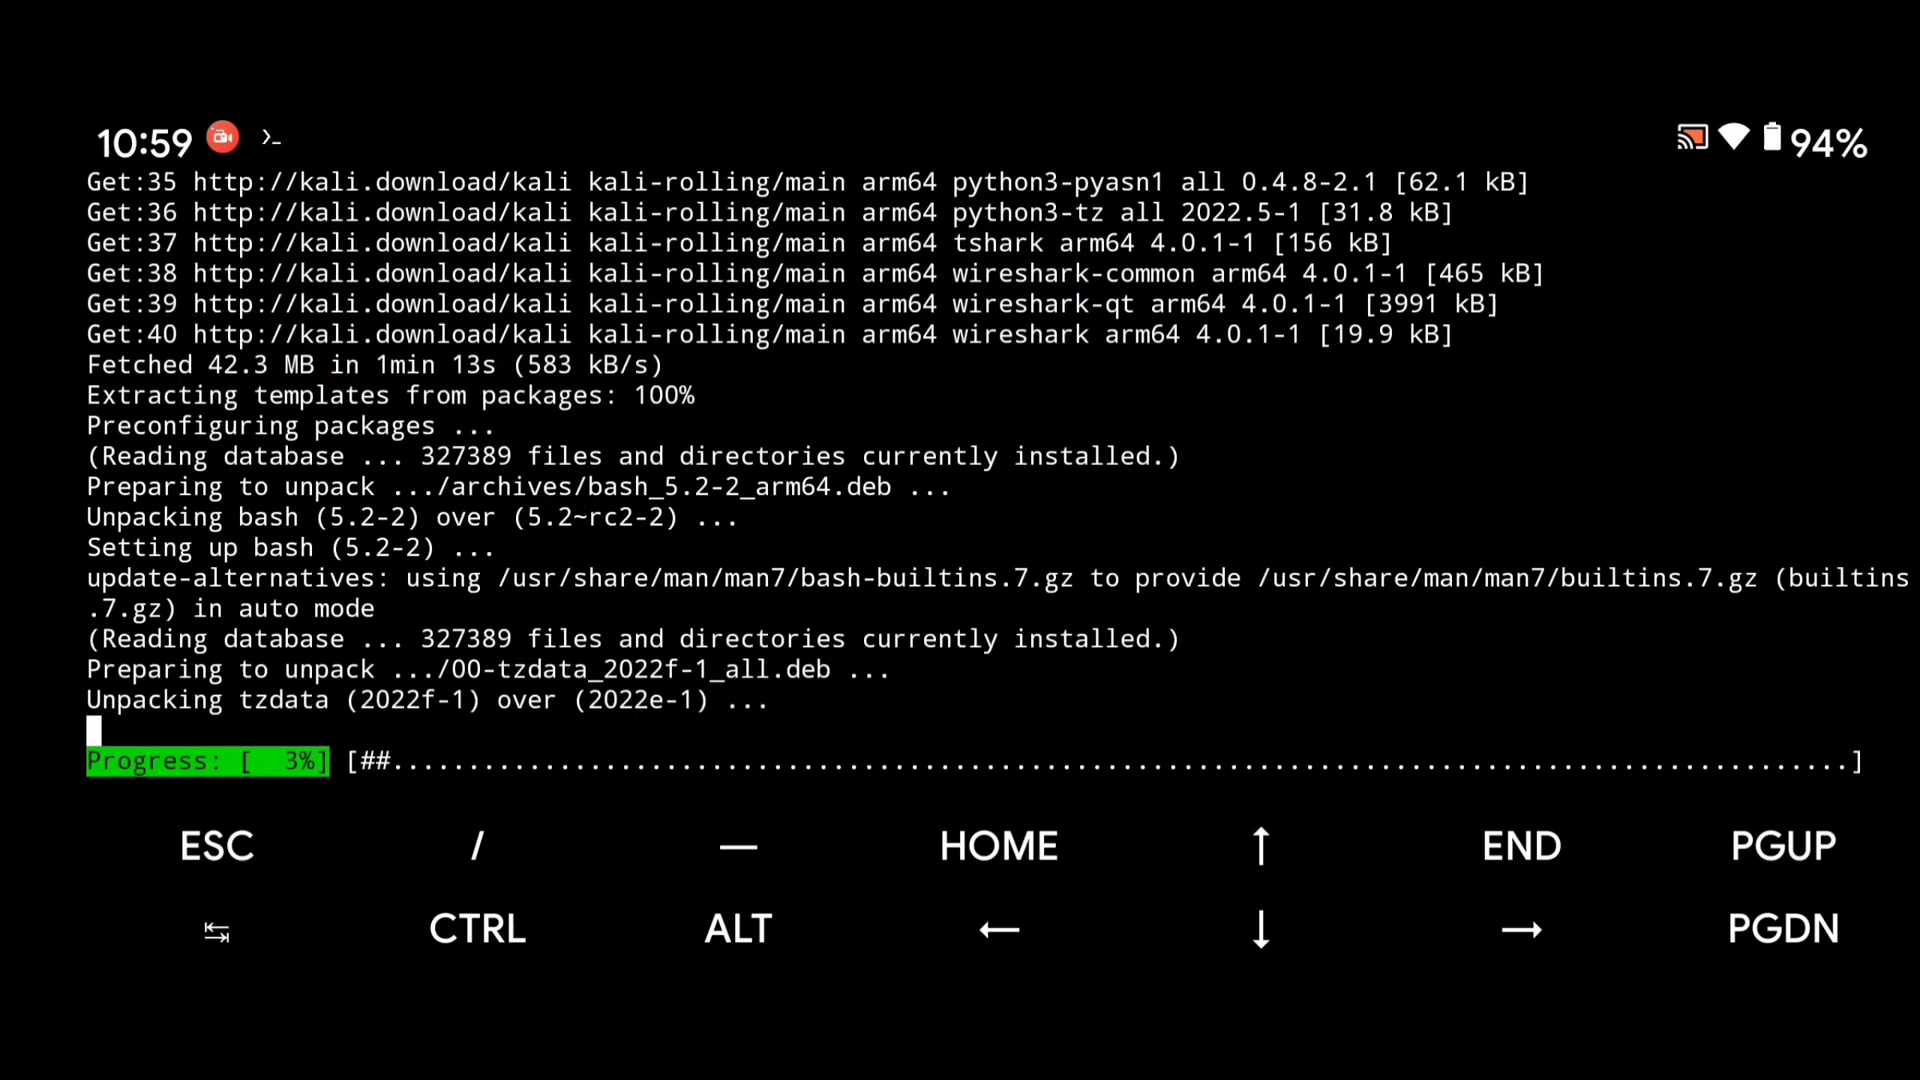 10:59 >_ 94%
Get:35 http://kali.download/kali kali-rolling/main arm64 python3-pyasn1 all 0.4.8-2.1 [62.1 kB]
Get:36 http://kali.download/kali kali-rolling/main arm64 python3-tz all 2022.5-1 [31.8 kB]
Get:37 http://kali.download/kali kali-rolling/main arm64 tshark arm64 4.0.1-1 [156 kB]
Get:38 http://kali.download/kali kali-rolling/main arm64 wireshark-common arm64 4.0.1-1 [465 kB]
Get:39 http://kali.download/kali kali-rolling/main arm64 wireshark-qt arm64 4.0.1-1 [3991 kB]
Get:40 http://kali.download/kali kali-rolling/main arm64 wireshark arm64 4.0.1-1 [19.9 kB]
Fetched 42.3 MB in 1min 13s (583 kB/s)
Extracting templates from packages: 100%
Preconfiguring packages ...
(Reading database ... 327389 files and directories currently installed.)
Preparing to unpack .../archives/bash_5.2-2_arm64.deb ...
Unpacking bash (5.2-2) over (5.2~rc2-2) ...
Setting up bash (5.2-2) ...
update-alternatives: using /usr/share/man/man7/bash-builtins.7.gz to provide /usr/share/man/man7/builtins.7.gz (builtins
.7.gz) in auto mode
(Reading database ... 327389 files and directories currently installed.)
Preparing to unpack .../00-tzdata_2022f-1_all.deb ...
Unpacking tzdata (2022f-1) over (2022e-1) ...
Progress: [  3%] [##................................................................................................]
ESC / — HOME ↑ END PGUP
↹ CTRL ALT ← ↓ → PGDN